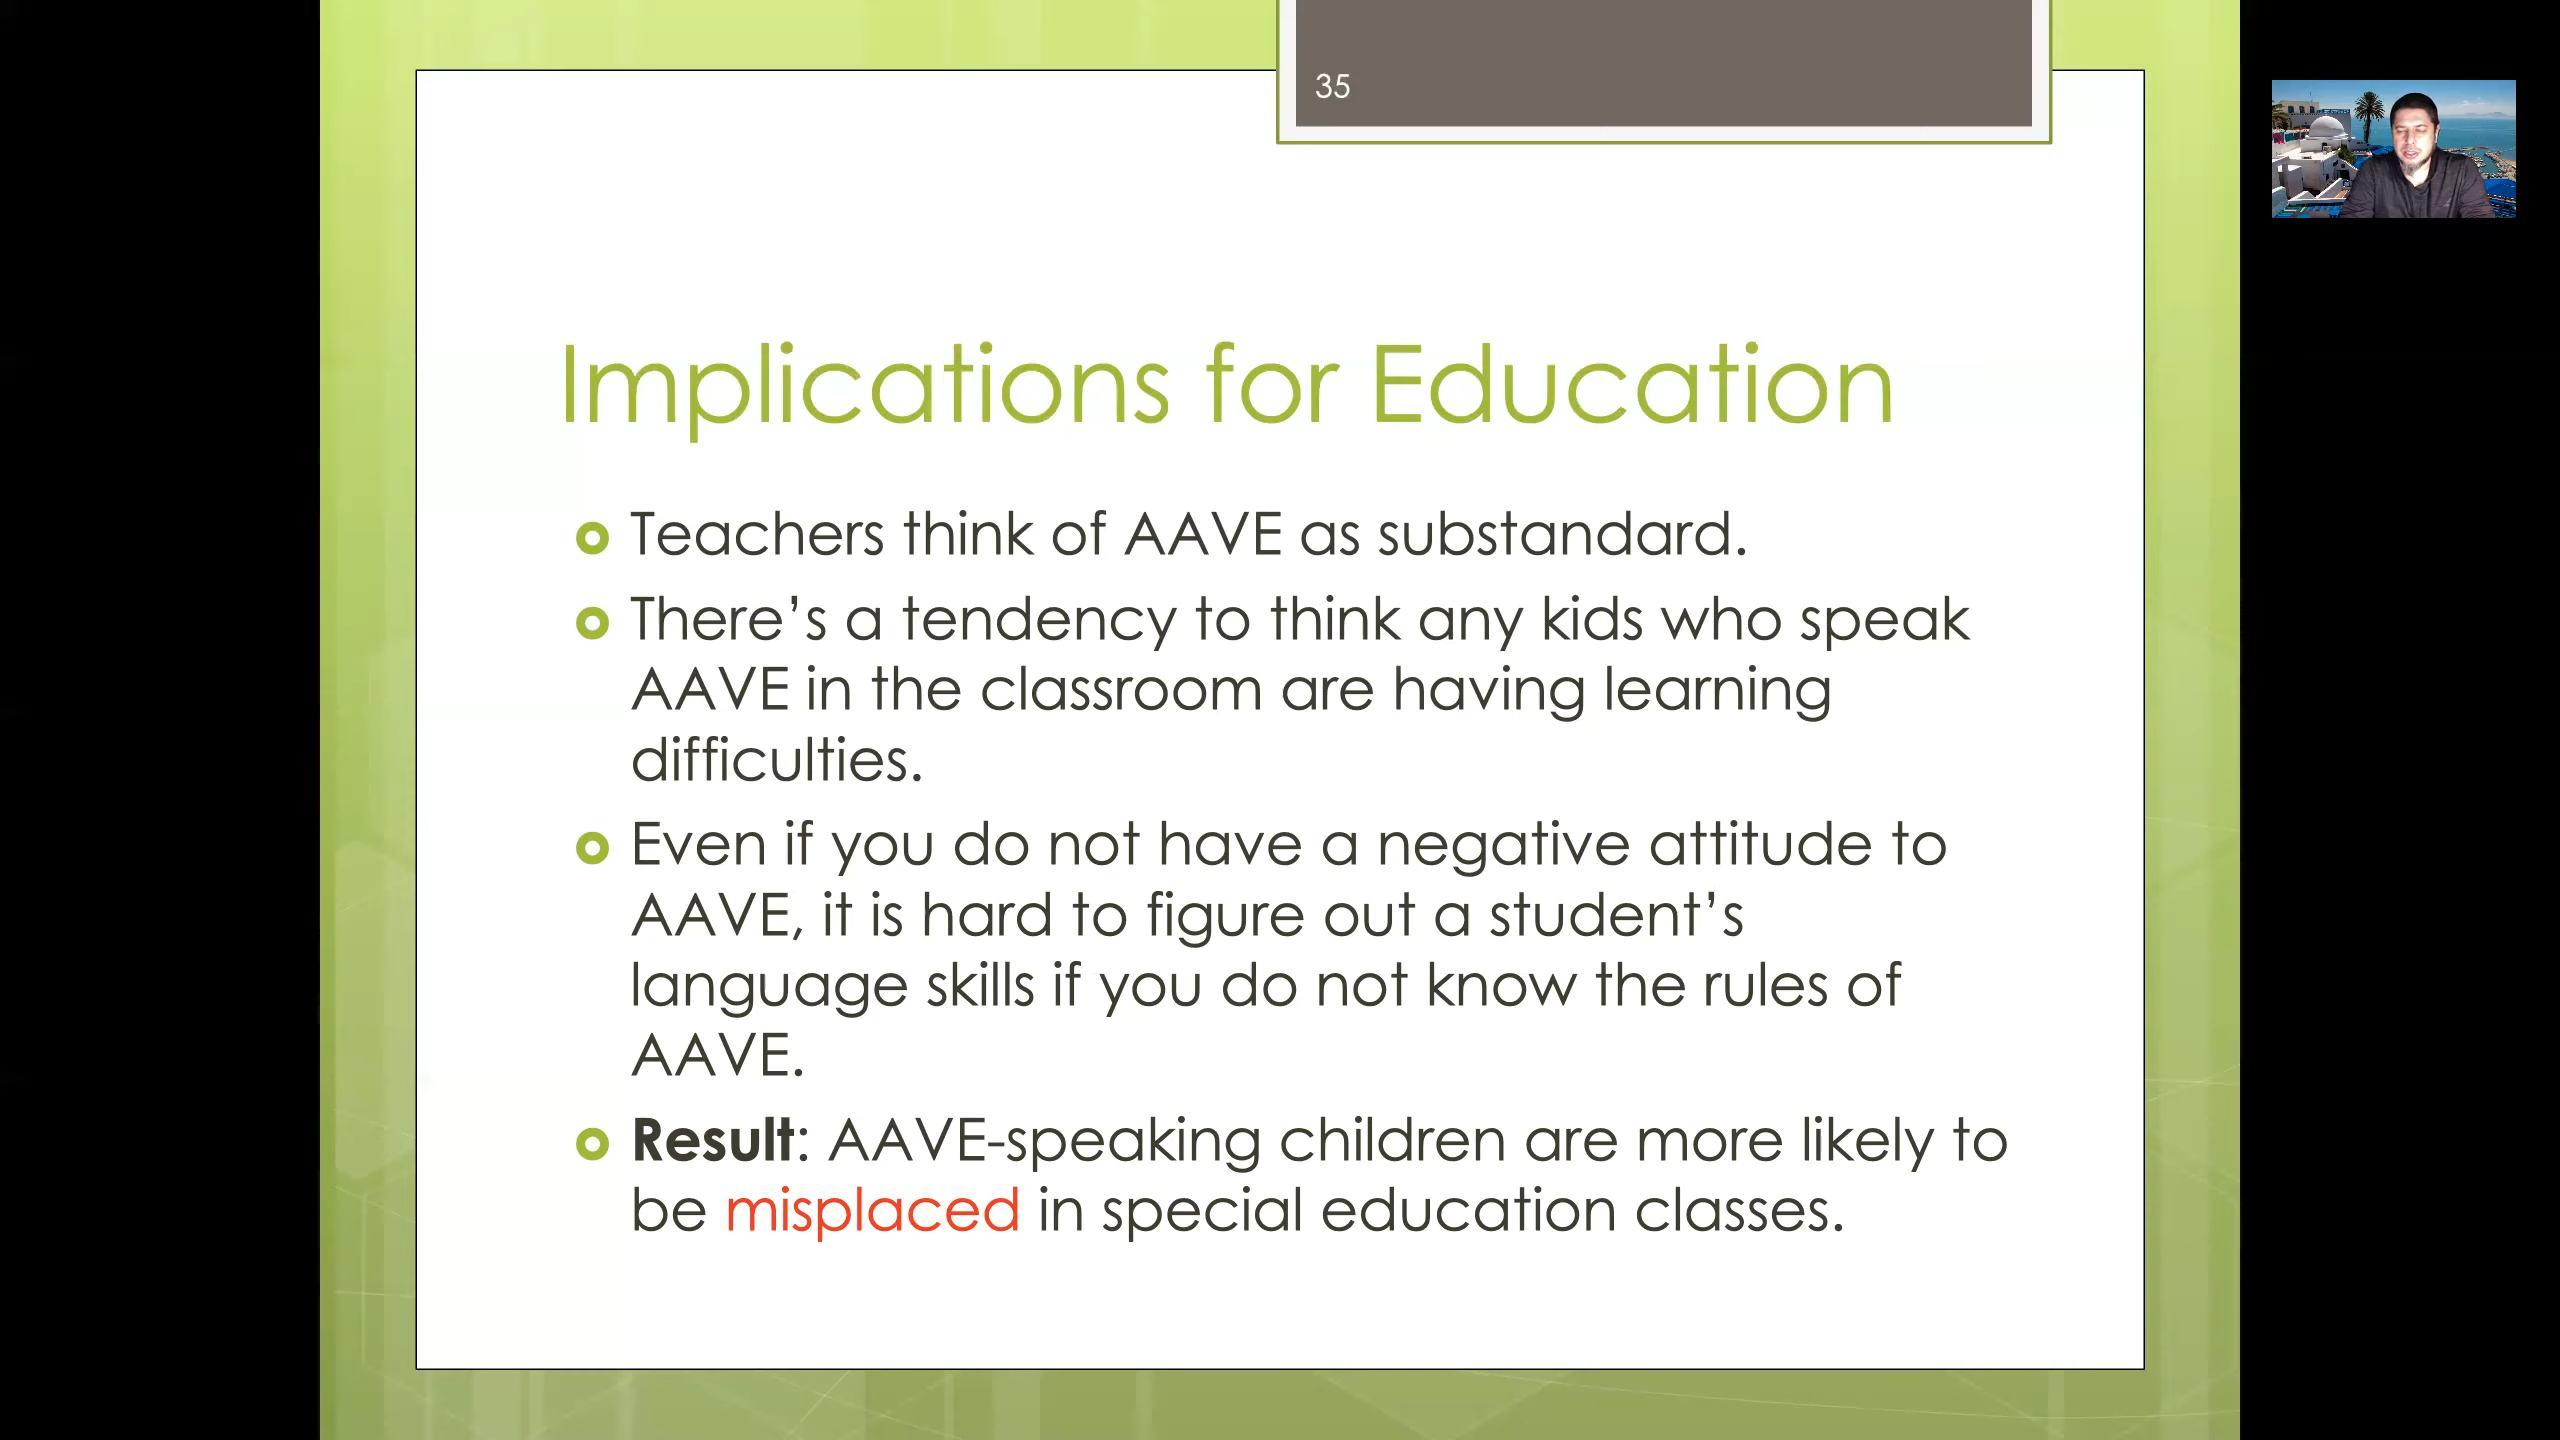 35
Implications for Education
Teachers think of AAVE as substandard.
There’s a tendency to think any kids who speak
AAVE in the classroom are having learning
difficulties.
Even if you do not have a negative attitude to
AAVE, it is hard to figure out a student’s
language skills if you do not know the rules of
AAVE.
Result: AAVE-speaking children are more likely to
be misplaced in special education classes.